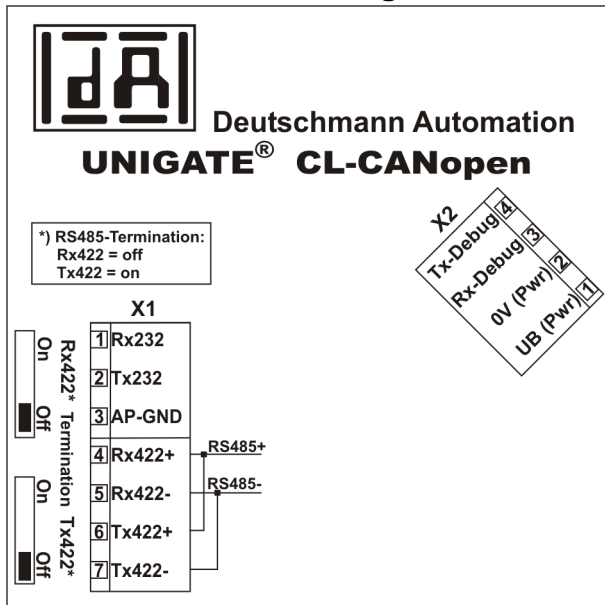 dA
Deutschmann Automation
UNIGATE® CL-CANopen
*) RS485-Termination:
Rx422 = off
Tx422 = on
X2
4 Tx-Debug
3 Rx-Debug
2 0V (Pwr)
1 UB (Pwr)
X1
1 Rx232
2 Tx232
3 AP-GND
4 Rx422+
5 Rx422-
6 Tx422+
7 Tx422-
RS485+
RS485-
Rx422* Termination Tx422*
On Off
On Off